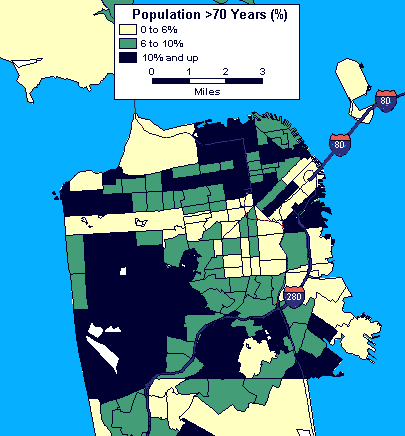 Population >70 Years (%)
0 to 6%
6 to 10%
10% and up
0 1 2 3
Miles
80
80
280